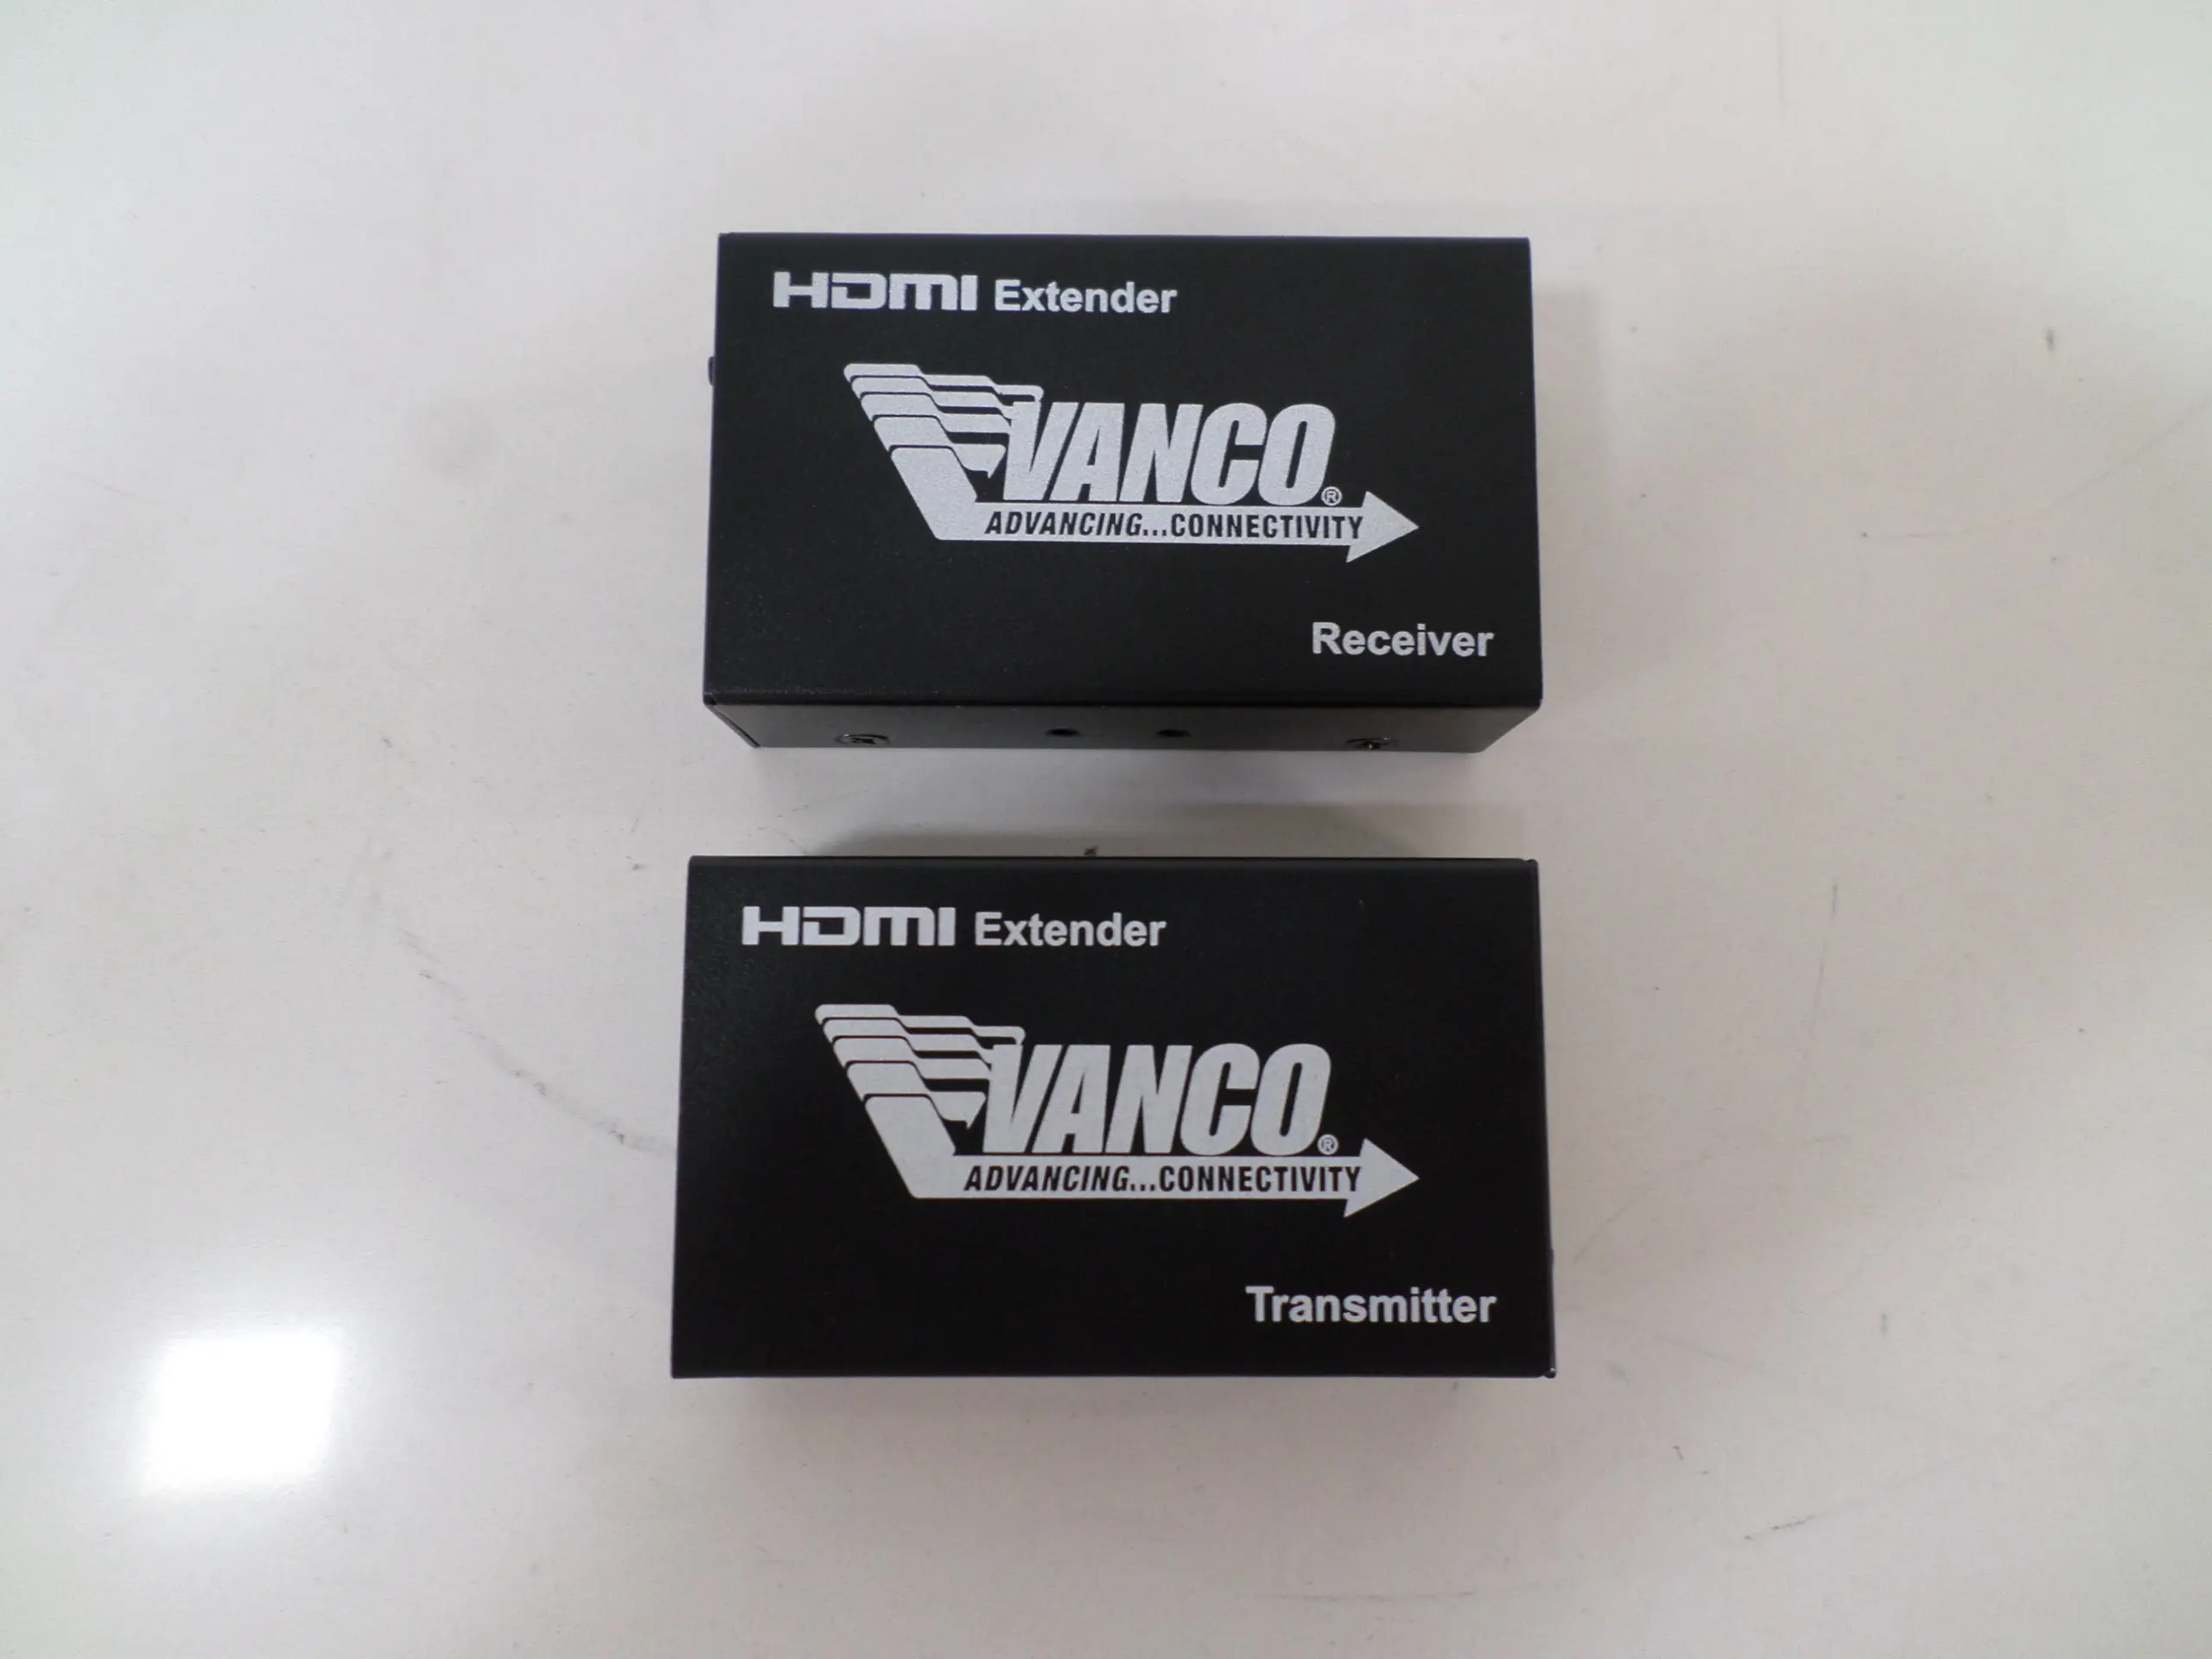 HDMI Extender
VANCO®
ADVANCING...CONNECTIVITY
Receiver
HDMI Extender
VANCO®
ADVANCING...CONNECTIVITY
Transmitter